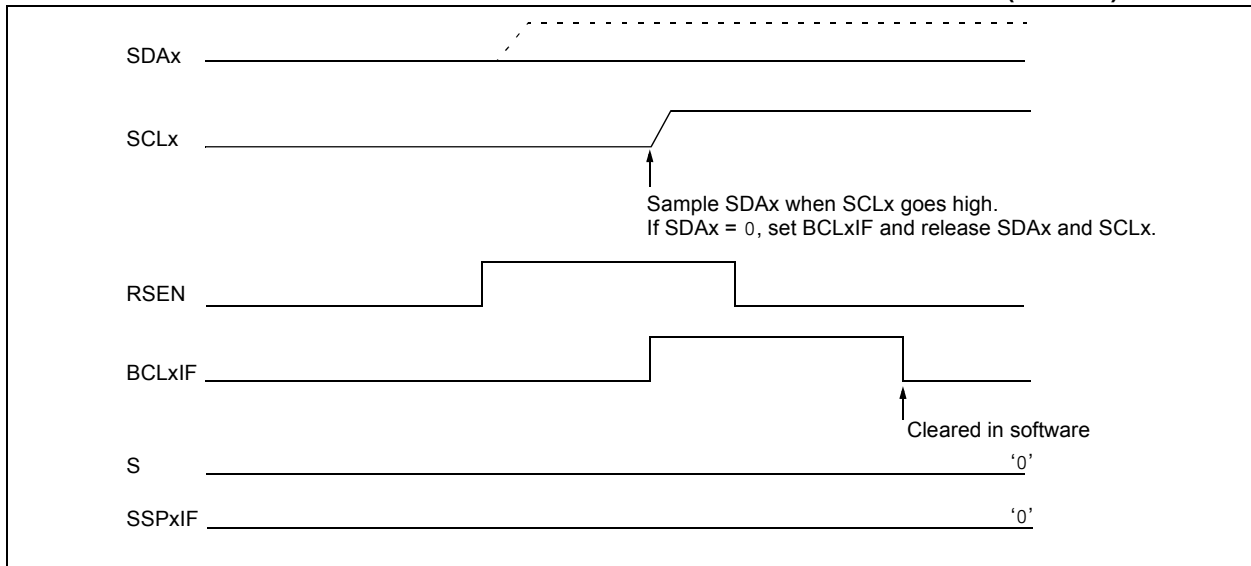 SDAx
SCLx
Sample SDAx when SCLx goes high.
If SDAx = 0, set BCLxIF and release SDAx and SCLx.
RSEN
BCLxIF
Cleared in software
S
‘0’
SSPxIF
‘0’